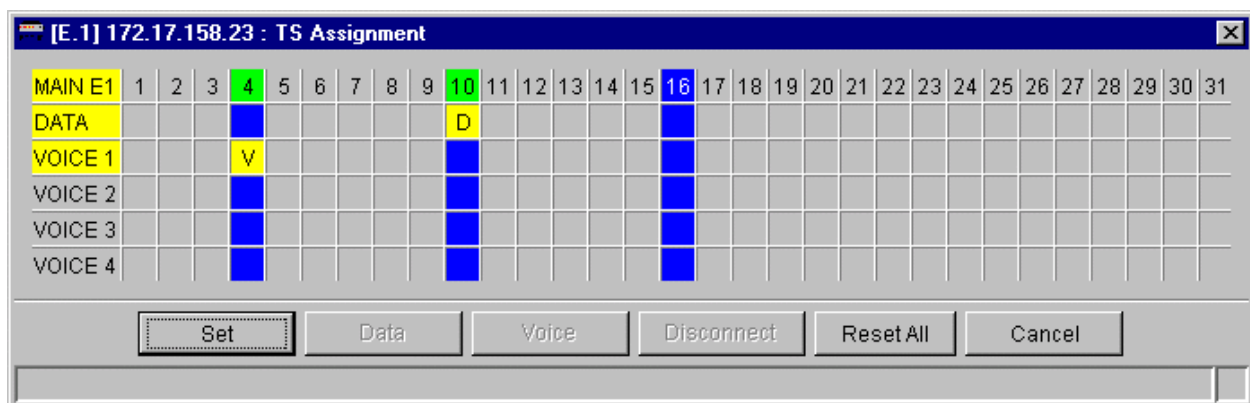 [E.1] 172.17.158.23 : TS Assignment
MAIN E1 1 2 3 4 5 6 7 8 9 10 11 12 13 14 15 16 17 18 19 20 21 22 23 24 25 26 27 28 29 30 31
DATA D
VOICE 1 V
VOICE 2
VOICE 3
VOICE 4
Set Data Voice Disconnect Reset All Cancel